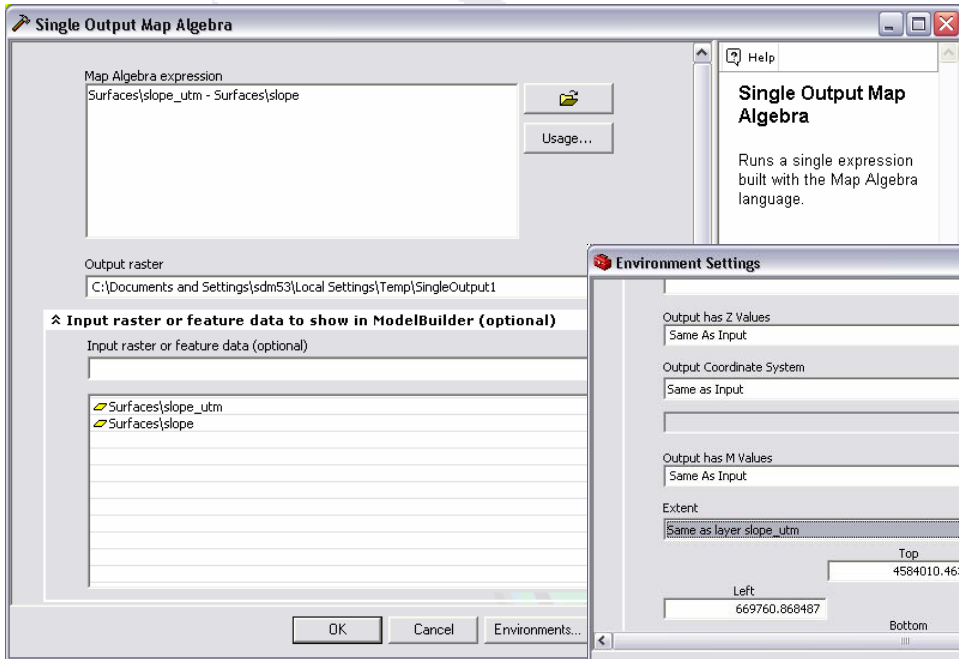 Single Output Map Algebra
Map Algebra expression
Surfaces\slope_utm - Surfaces\slope
Usage...
Output raster
C:\Documents and Settings\sdm53\Local Settings\Temp\SingleOutput1
Input raster or feature data to show in ModelBuilder (optional)
Input raster or feature data (optional)
Surfaces\slope_utm
Surfaces\slope
OK
Cancel
Environments...
Help
Single Output Map
Algebra
Runs a single expression
built with the Map Algebra
language.
Environment Settings
Output has Z Values
Same As Input
Output Coordinate System
Same as Input
Output has M Values
Same As Input
Extent
Same as layer slope_utm
Top
4584010.46
Left
669760.868487
Bottom